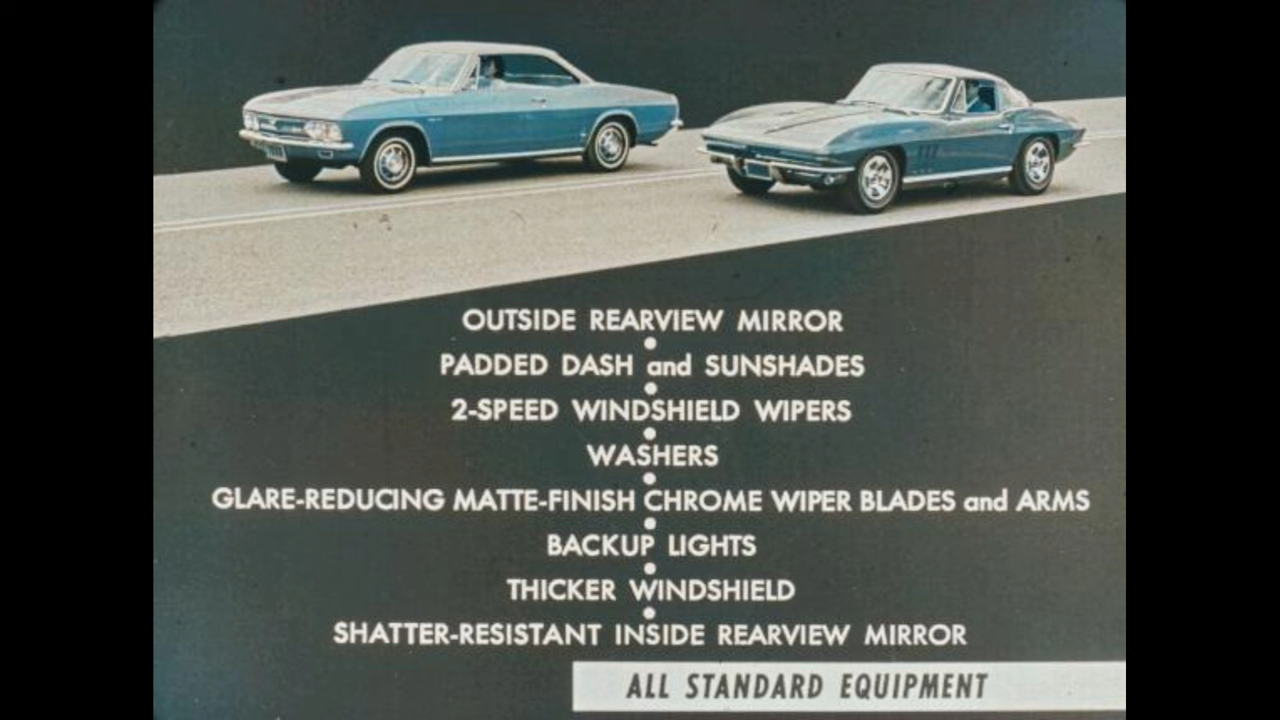 OUTSIDE REARVIEW MIRROR
PADDED DASH and SUNSHADES
2-SPEED WINDSHIELD WIPERS
WASHERS
GLARE-REDUCING MATTE-FINISH CHROME WIPER BLADES and ARMS
BACKUP LIGHTS
THICKER WINDSHIELD
SHATTER-RESISTANT INSIDE REARVIEW MIRROR
ALL STANDARD EQUIPMENT